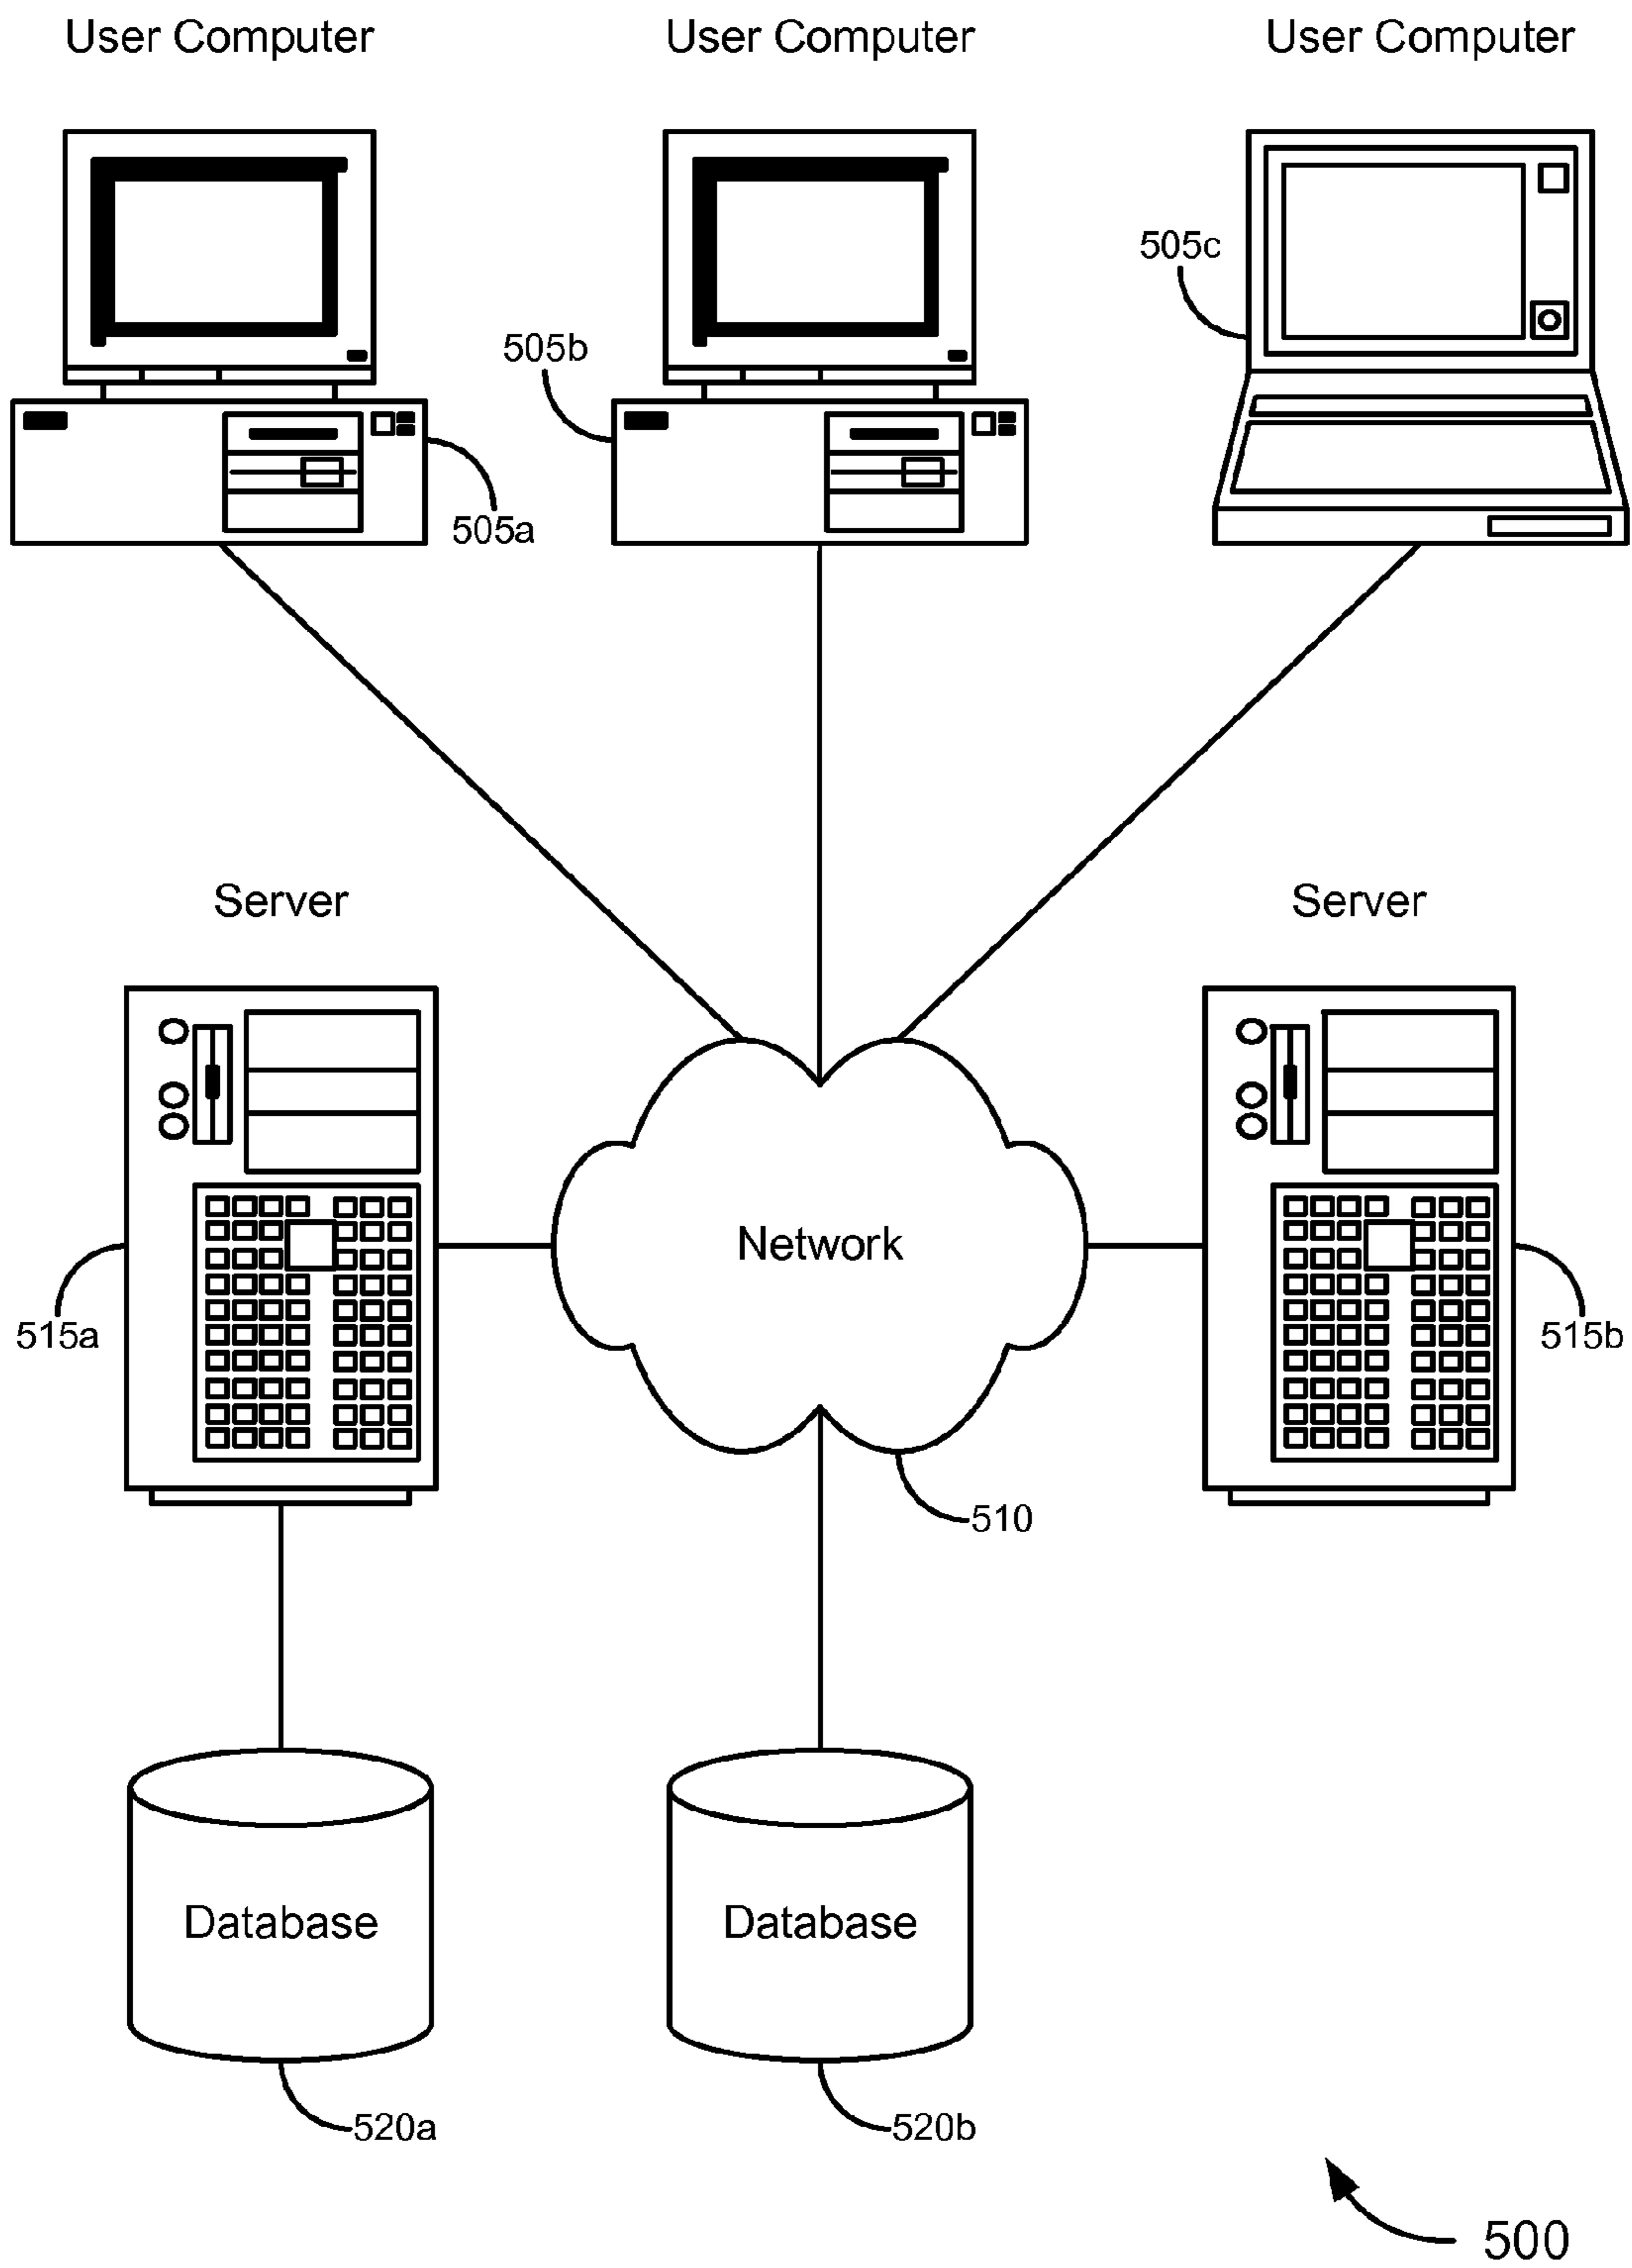 User Computer
User Computer
User Computer
505c
505b
505a
Server
Server
Network
515a
515b
510
Database
Database
520a
520b
500